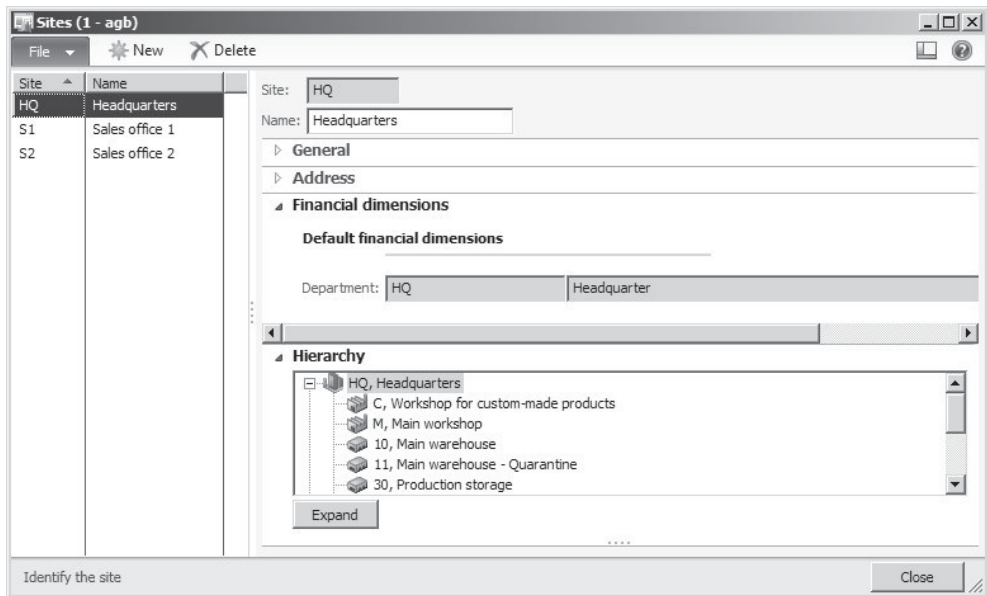 Sites (1 - agb)
File New Delete
Site Name
HQ Headquarters
S1 Sales office 1
S2 Sales office 2
Site: HQ
Name: Headquarters
General
Address
Financial dimensions
Default financial dimensions
Department: HQ Headquarter
Hierarchy
HQ, Headquarters
C, Workshop for custom-made products
M, Main workshop
10, Main warehouse
11, Main warehouse - Quarantine
30, Production storage
Expand
Identify the site
Close